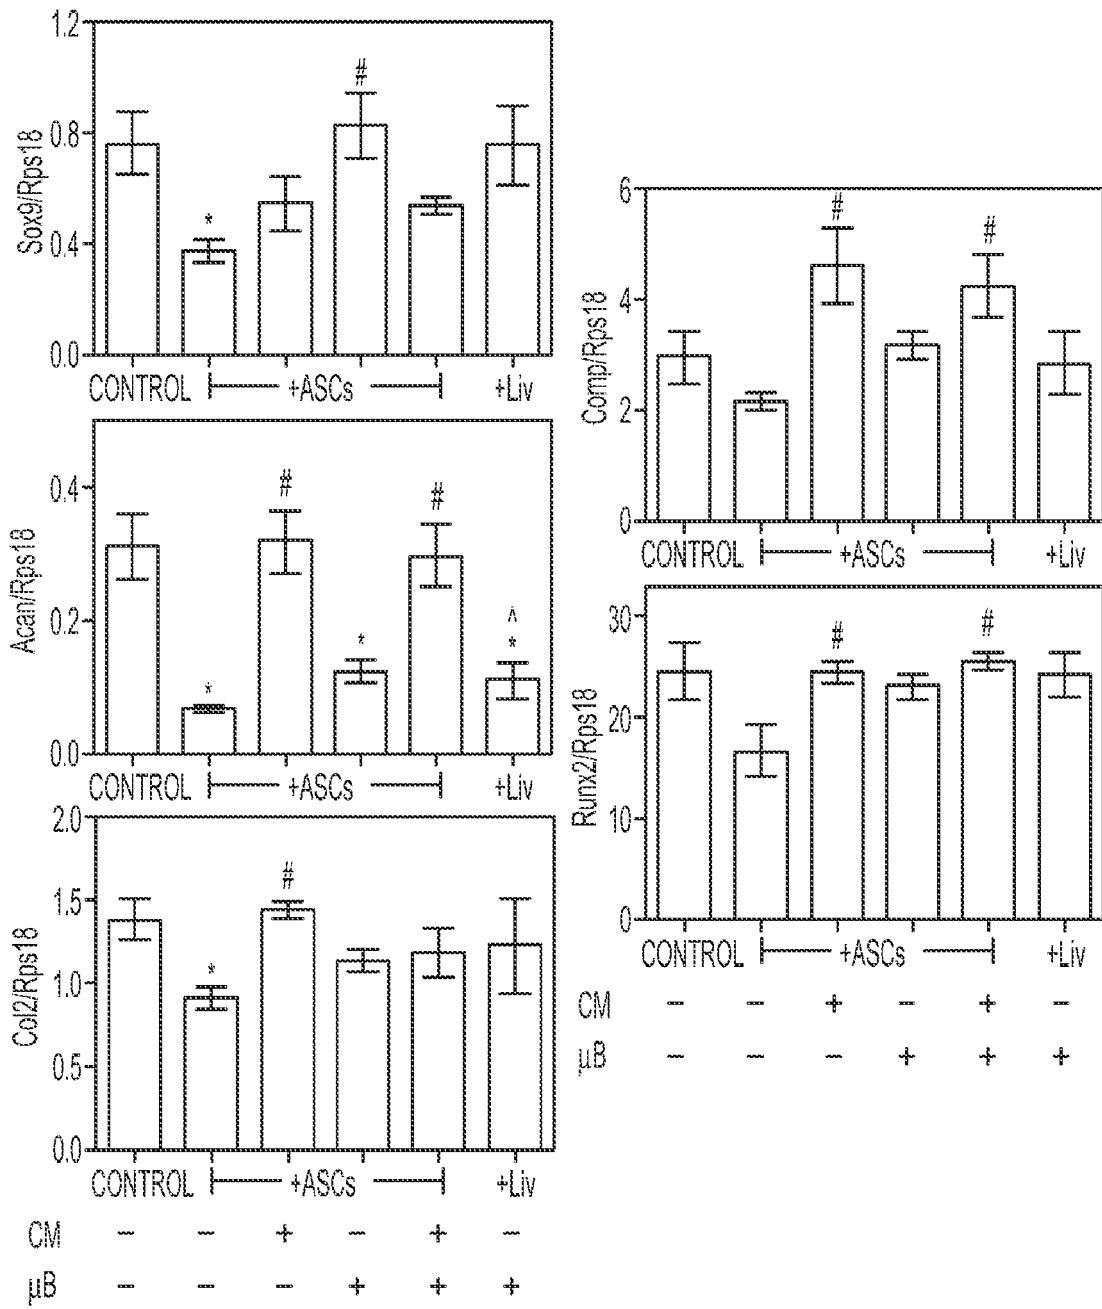 1.2
#
0.8
Sox9/Rps18
*
0.4
0.0
CONTROL +ASCs +Liv
0.4
# #
Acan/Rps18
0.2
^
* * *
0.0
CONTROL +ASCs +Liv
2.0
#
1.5
Col2/Rps18
*
1.0
0.5
0.0
CONTROL +ASCs +Liv
CM – – + – + –
µB – – – + + +
6
# #
4
Comp/Rps18
2
0
CONTROL +ASCs +Liv
30
# #
Runx2/Rps18
20
10
0
CONTROL +ASCs +Liv
CM – – + – + –
µB – – – + + +